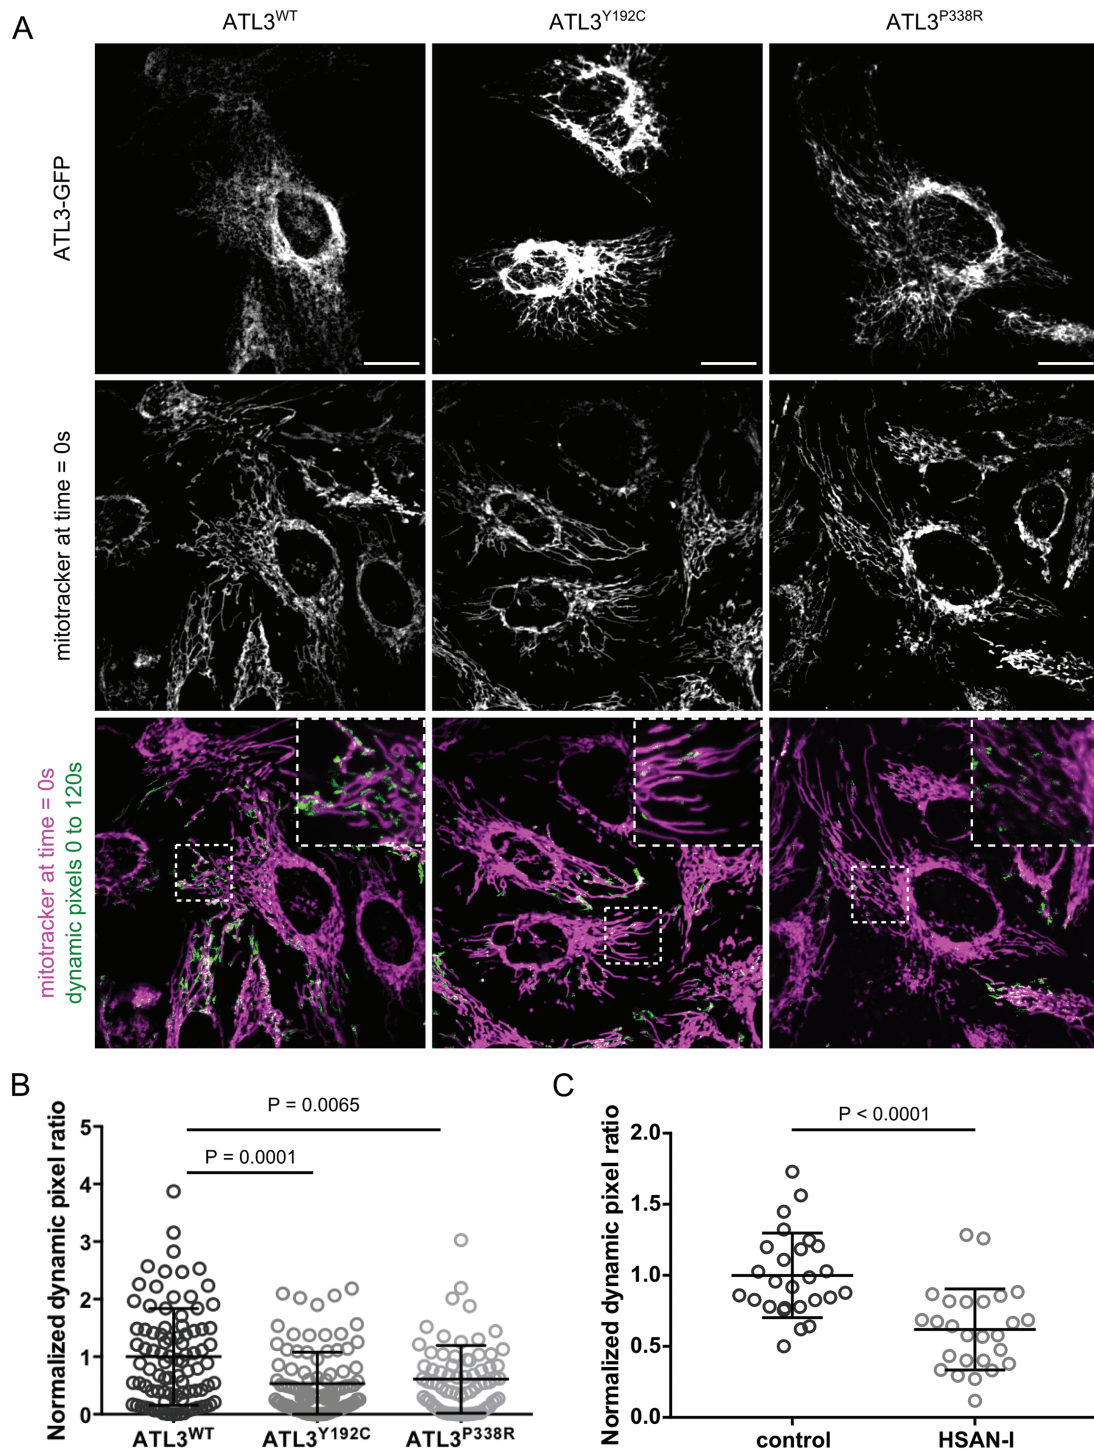 A
ATL3WT
ATL3Y192C
ATL3P338R
ATL3-GFP
mitotracker at time = 0s
mitotracker at time = 0s
dynamic pixels 0 to 120s
B
Normalized dynamic pixel ratio
5
4
3
2
1
0
P = 0.0065
P = 0.0001
ATL3WT
ATL3Y192C
ATL3P338R
C
Normalized dynamic pixel ratio
2.0
1.5
1.0
0.5
0.0
P < 0.0001
control
HSAN-I